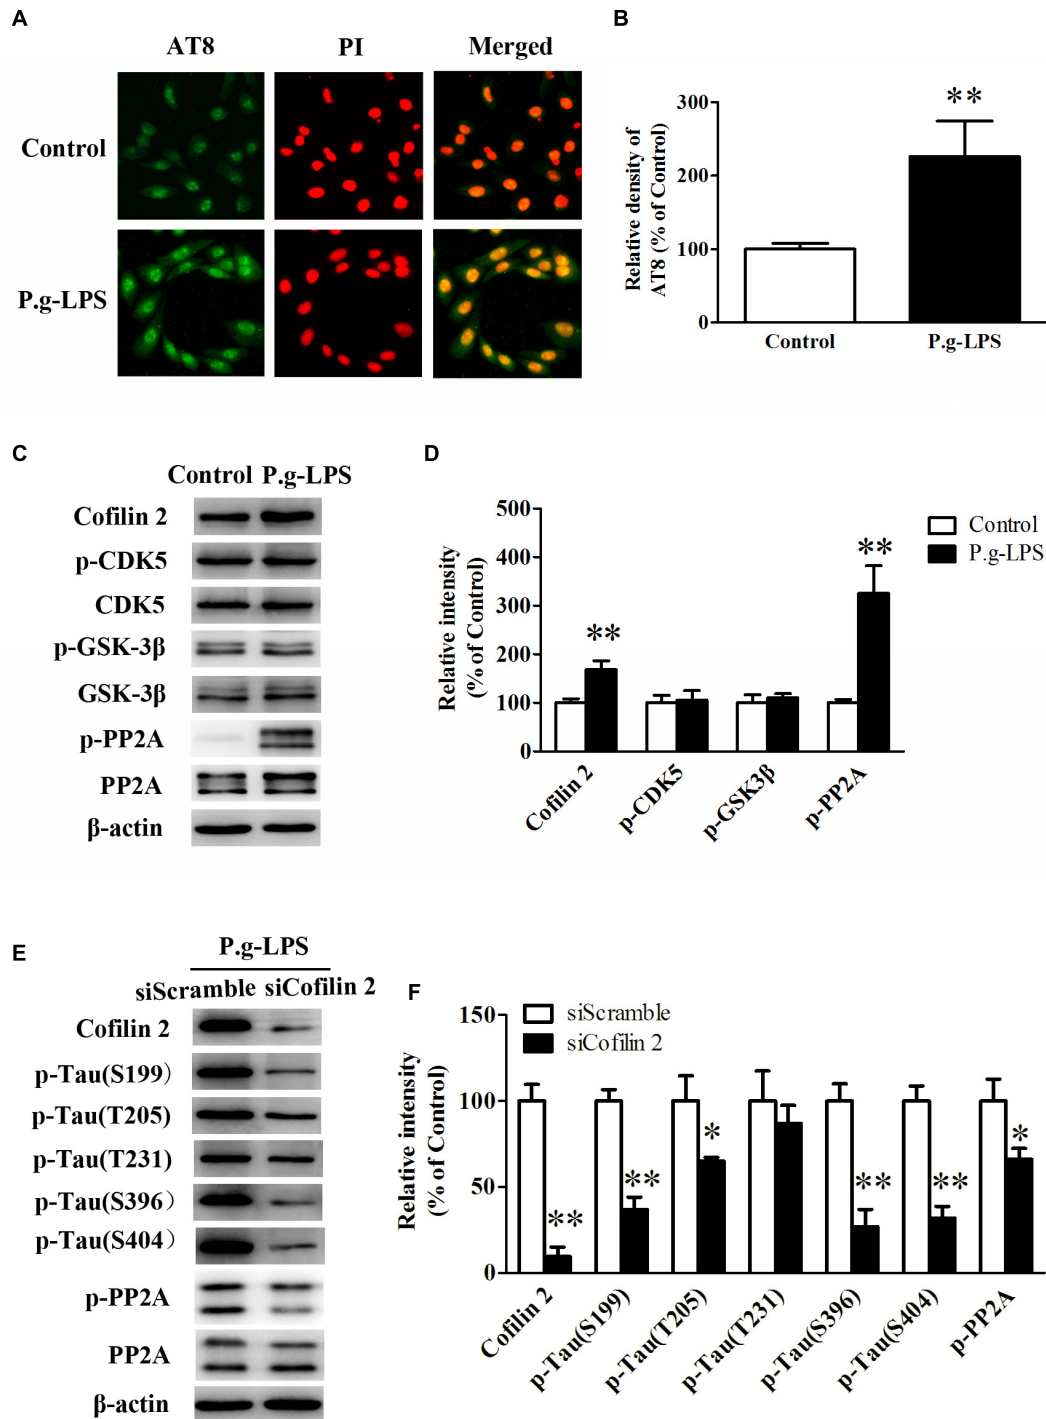 A
AT8 PI Merged
Control
P.g-LPS
B
Relative density of
AT8 (% of Control)
300
200
100
0
**
Control P.g-LPS
C
Control P.g-LPS
Cofilin 2
p-CDK5
CDK5
p-GSK-3β
GSK-3β
p-PP2A
PP2A
β-actin
D
Relative intensity
(% of Control)
500
400
300
200
100
0
** **
Control
P.g-LPS
Cofilin 2 p-CDK5 p-GSK3β p-PP2A
E
P.g-LPS
siScramble siCofilin 2
Cofilin 2
p-Tau(S199)
p-Tau(T205)
p-Tau(T231)
p-Tau(S396)
p-Tau(S404)
p-PP2A
PP2A
β-actin
F
Relative intensity
(% of Control)
150
100
50
0
siScramble
siCofilin 2
** ** * ** ** *
Cofilin 2 p-Tau(S199) p-Tau(T205) p-Tau(T231) p-Tau(S396) p-Tau(S404) p-PP2A